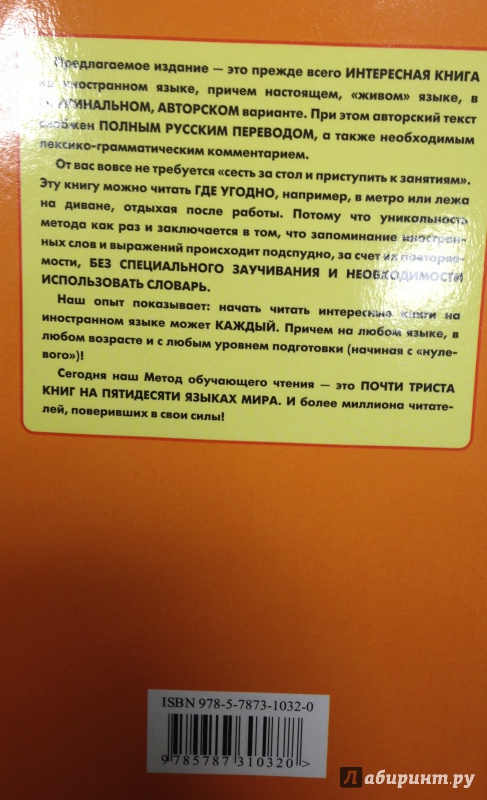 Предлагаемое издание — это прежде всего ИНТЕРЕСНАЯ КНИГА
иностранном языке, причем настоящем, «живом» языке, в
АВТОРСКОМ варианте. При этом авторский текст
ПОЛНЫМ РУССКИМ ПЕРЕВОДОМ, а также необходимым
лексико-грамматическим комментарием.
От вас вовсе не требуется «сесть за стол и приступить к занятиям».
Эту книгу можно читать ГДЕ УГОДНО, например, в метро или лежа
на диване, отдыхая после работы. Потому что уникальность
метода как раз и заключается в том, что запоминание иностран-
ных слов и выражений происходит подспудно, за счет их повторяе-
мости, БЕЗ СПЕЦИАЛЬНОГО ЗАУЧИВАНИЯ И НЕОБХОДИМОСТИ
ИСПОЛЬЗОВАТЬ СЛОВАРЬ.
Наш опыт показывает: начать читать интересные книги на
иностранном языке может КАЖДЫЙ. Причем на любом языке, в
любом возрасте и с любым уровнем подготовки (начиная с «нуле-
вого»)!
Сегодня наш Метод обучающего чтения — это ПОЧТИ ТРИСТА
КНИГ НА ПЯТИДЕСЯТИ ЯЗЫКАХ МИРА. И более миллиона читате-
лей, поверивших в свои силы!
ISBN 978-5-7873-1032-0
9 785787 310320 >
Лабиринт.ру